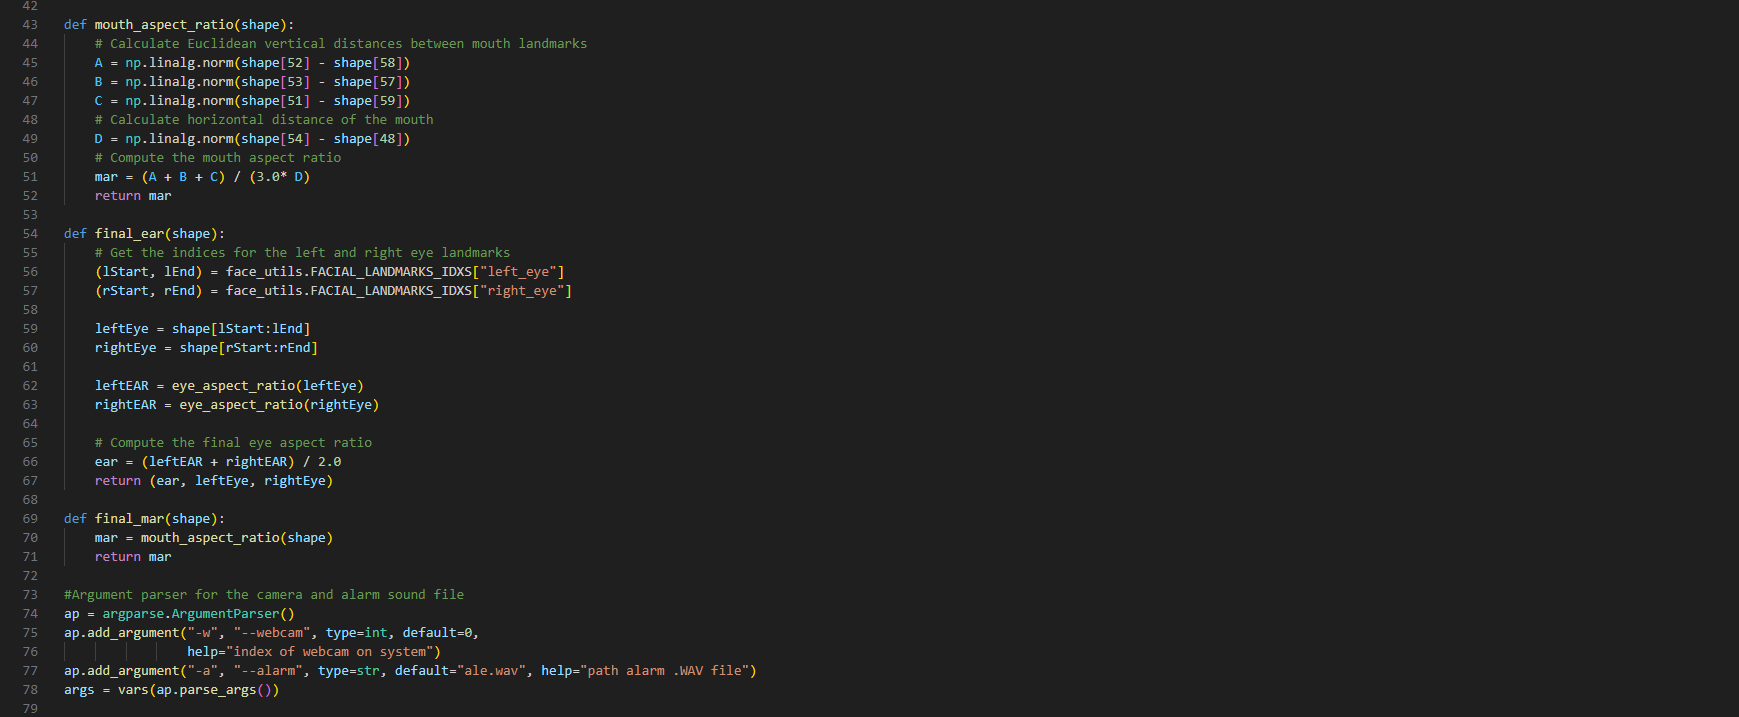 42
43 def mouth_aspect_ratio(shape):
44     # Calculate Euclidean vertical distances between mouth landmarks
45     A = np.linalg.norm(shape[52] - shape[58])
46     B = np.linalg.norm(shape[53] - shape[57])
47     C = np.linalg.norm(shape[51] - shape[59])
48     # Calculate horizontal distance of the mouth
49     D = np.linalg.norm(shape[54] - shape[48])
50     # Compute the mouth aspect ratio
51     mar = (A + B + C) / (3.0* D)
52     return mar
53
54 def final_ear(shape):
55     # Get the indices for the left and right eye landmarks
56     (lStart, lEnd) = face_utils.FACIAL_LANDMARKS_IDXS["left_eye"]
57     (rStart, rEnd) = face_utils.FACIAL_LANDMARKS_IDXS["right_eye"]
58
59     leftEye = shape[lStart:lEnd]
60     rightEye = shape[rStart:rEnd]
61
62     leftEAR = eye_aspect_ratio(leftEye)
63     rightEAR = eye_aspect_ratio(rightEye)
64
65     # Compute the final eye aspect ratio
66     ear = (leftEAR + rightEAR) / 2.0
67     return (ear, leftEye, rightEye)
68
69 def final_mar(shape):
70     mar = mouth_aspect_ratio(shape)
71     return mar
72
73 #Argument parser for the camera and alarm sound file
74 ap = argparse.ArgumentParser()
75 ap.add_argument("-w", "--webcam", type=int, default=0,
76                 help="index of webcam on system")
77 ap.add_argument("-a", "--alarm", type=str, default="ale.wav", help="path alarm .WAV file")
78 args = vars(ap.parse_args())
79